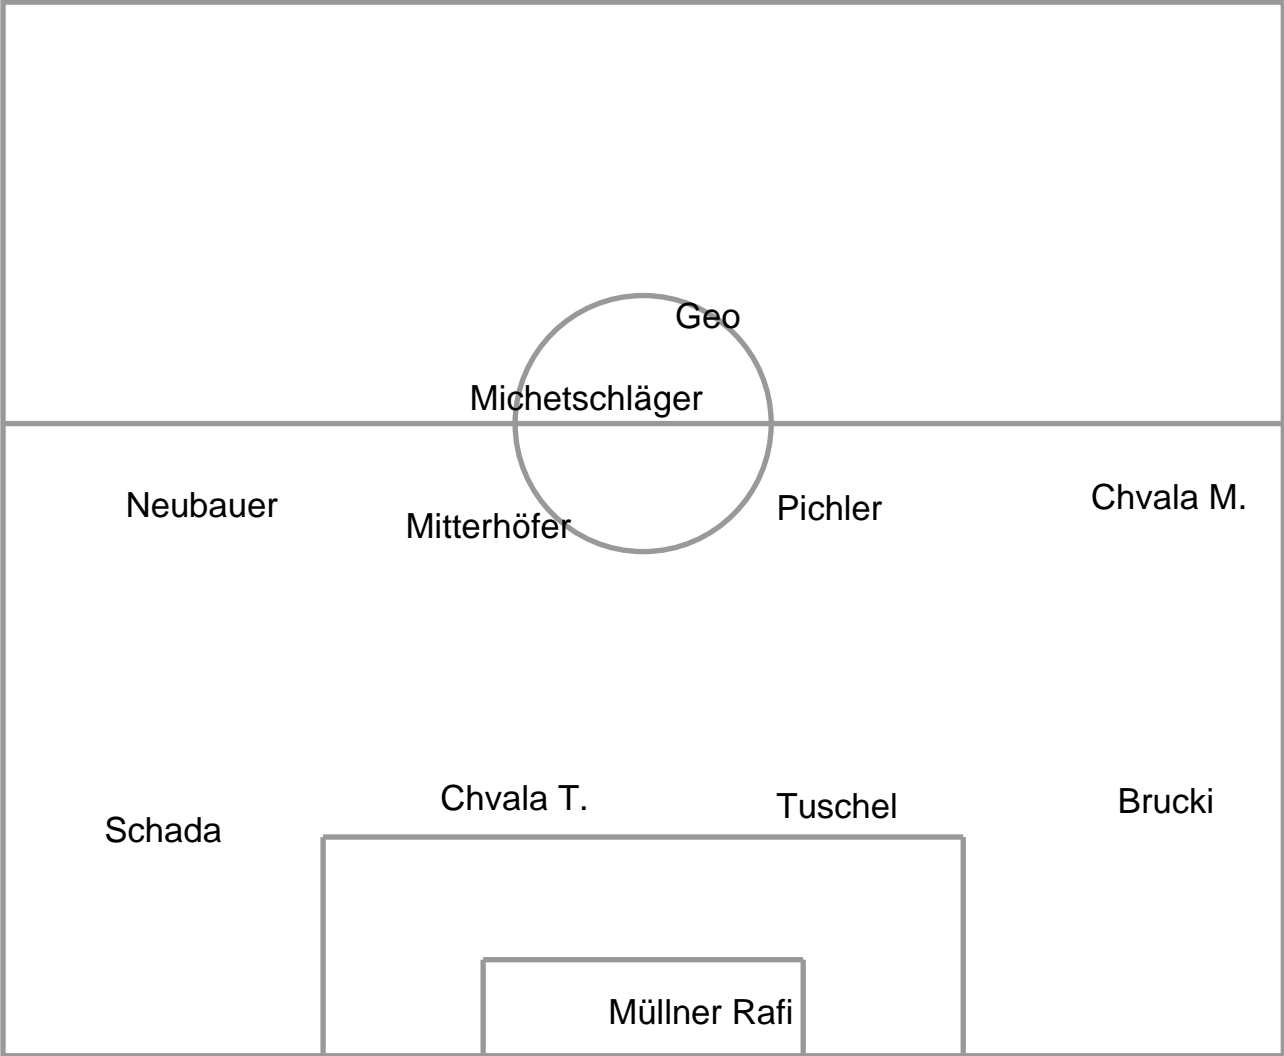 Geo
Michetschläger
Neubauer
Mitterhöfer
Pichler
Chvala M.
Schada
Chvala T.
Tuschel
Brucki
Müllner Rafi